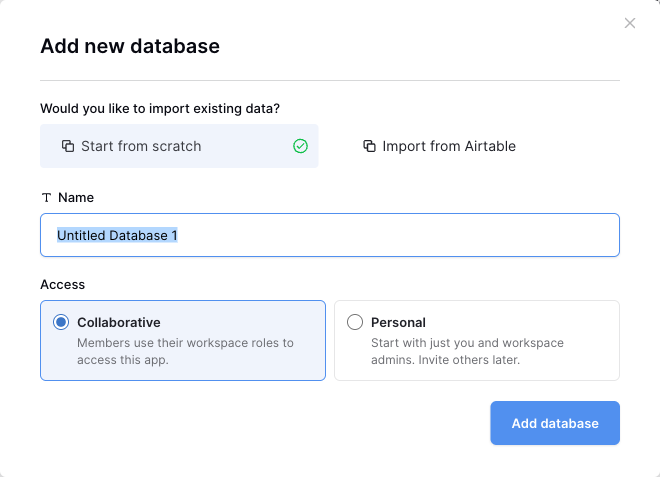 Add new database
Would you like to import existing data?
Start from scratch
Import from Airtable
Name
Untitled Database 1
Access
Collaborative
Members use their workspace roles to
access this app.
Personal
Start with just you and workspace
admins. Invite others later.
Add database